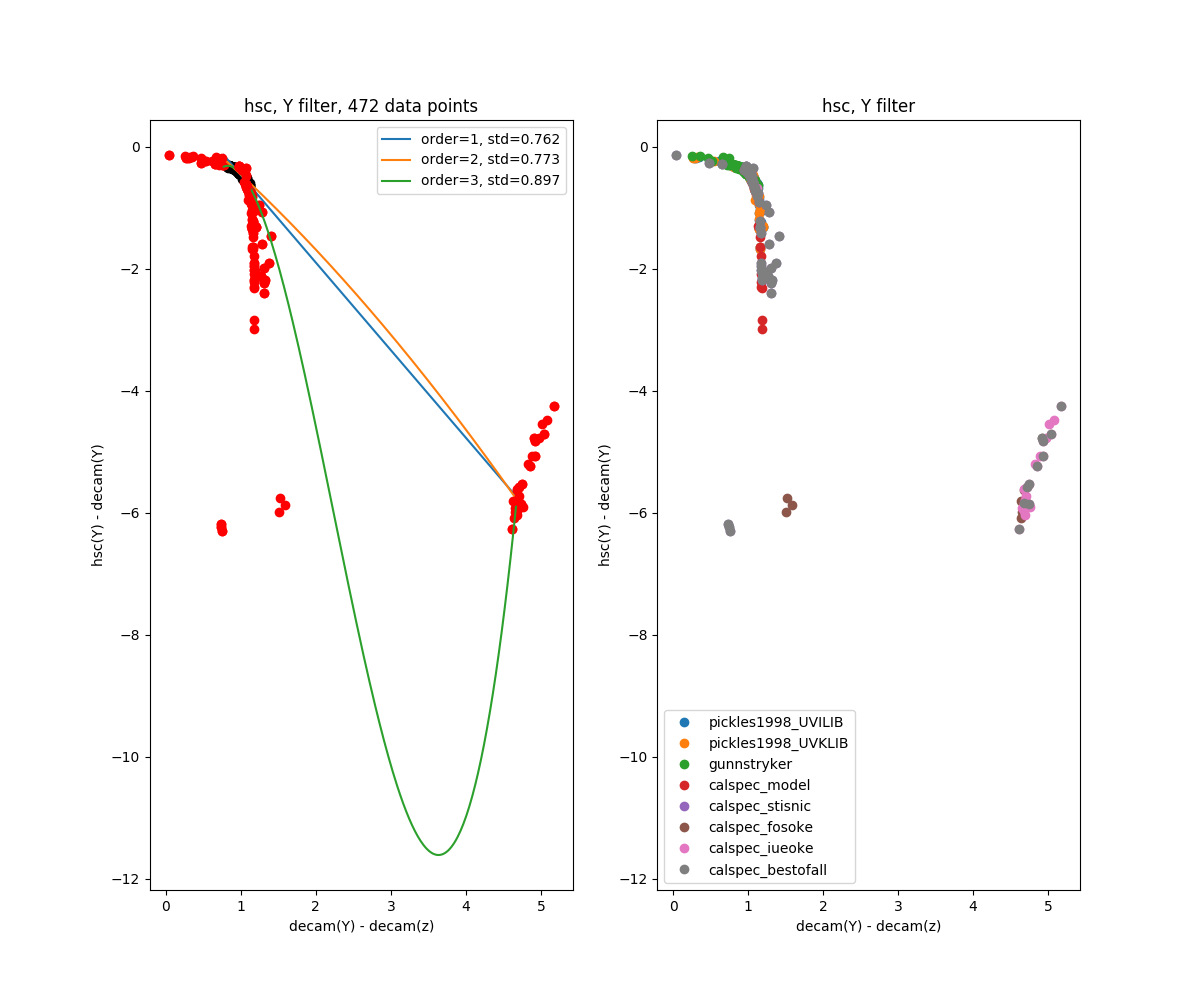 hsc, Y filter, 472 data points
order=1, std=0.762
order=2, std=0.773
order=3, std=0.897
0
−2
−4
−6
−8
−10
−12
hsc(Y) - decam(Y)
0 1 2 3 4 5
decam(Y) - decam(z)
hsc, Y filter
0
−2
−4
−6
−8
−10
−12
hsc(Y) - decam(Y)
pickles1998_UVILIB
pickles1998_UVKLIB
gunnstryker
calspec_model
calspec_stisnic
calspec_fosoke
calspec_iueoke
calspec_bestofall
0 1 2 3 4 5
decam(Y) - decam(z)